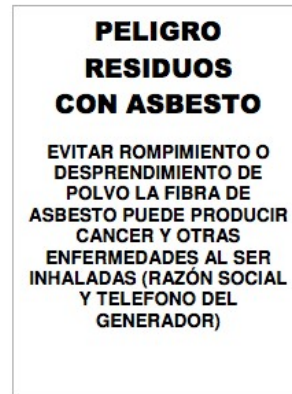 PELIGRO
RESIDUOS
CON ASBESTO
EVITAR ROMPIMIENTO O
DESPRENDIMIENTO DE
POLVO LA FIBRA DE
ASBESTO PUEDE PRODUCIR
CANCER Y OTRAS
ENFERMEDADES AL SER
INHALADAS (RAZÓN SOCIAL
Y TELEFONO DEL
GENERADOR)